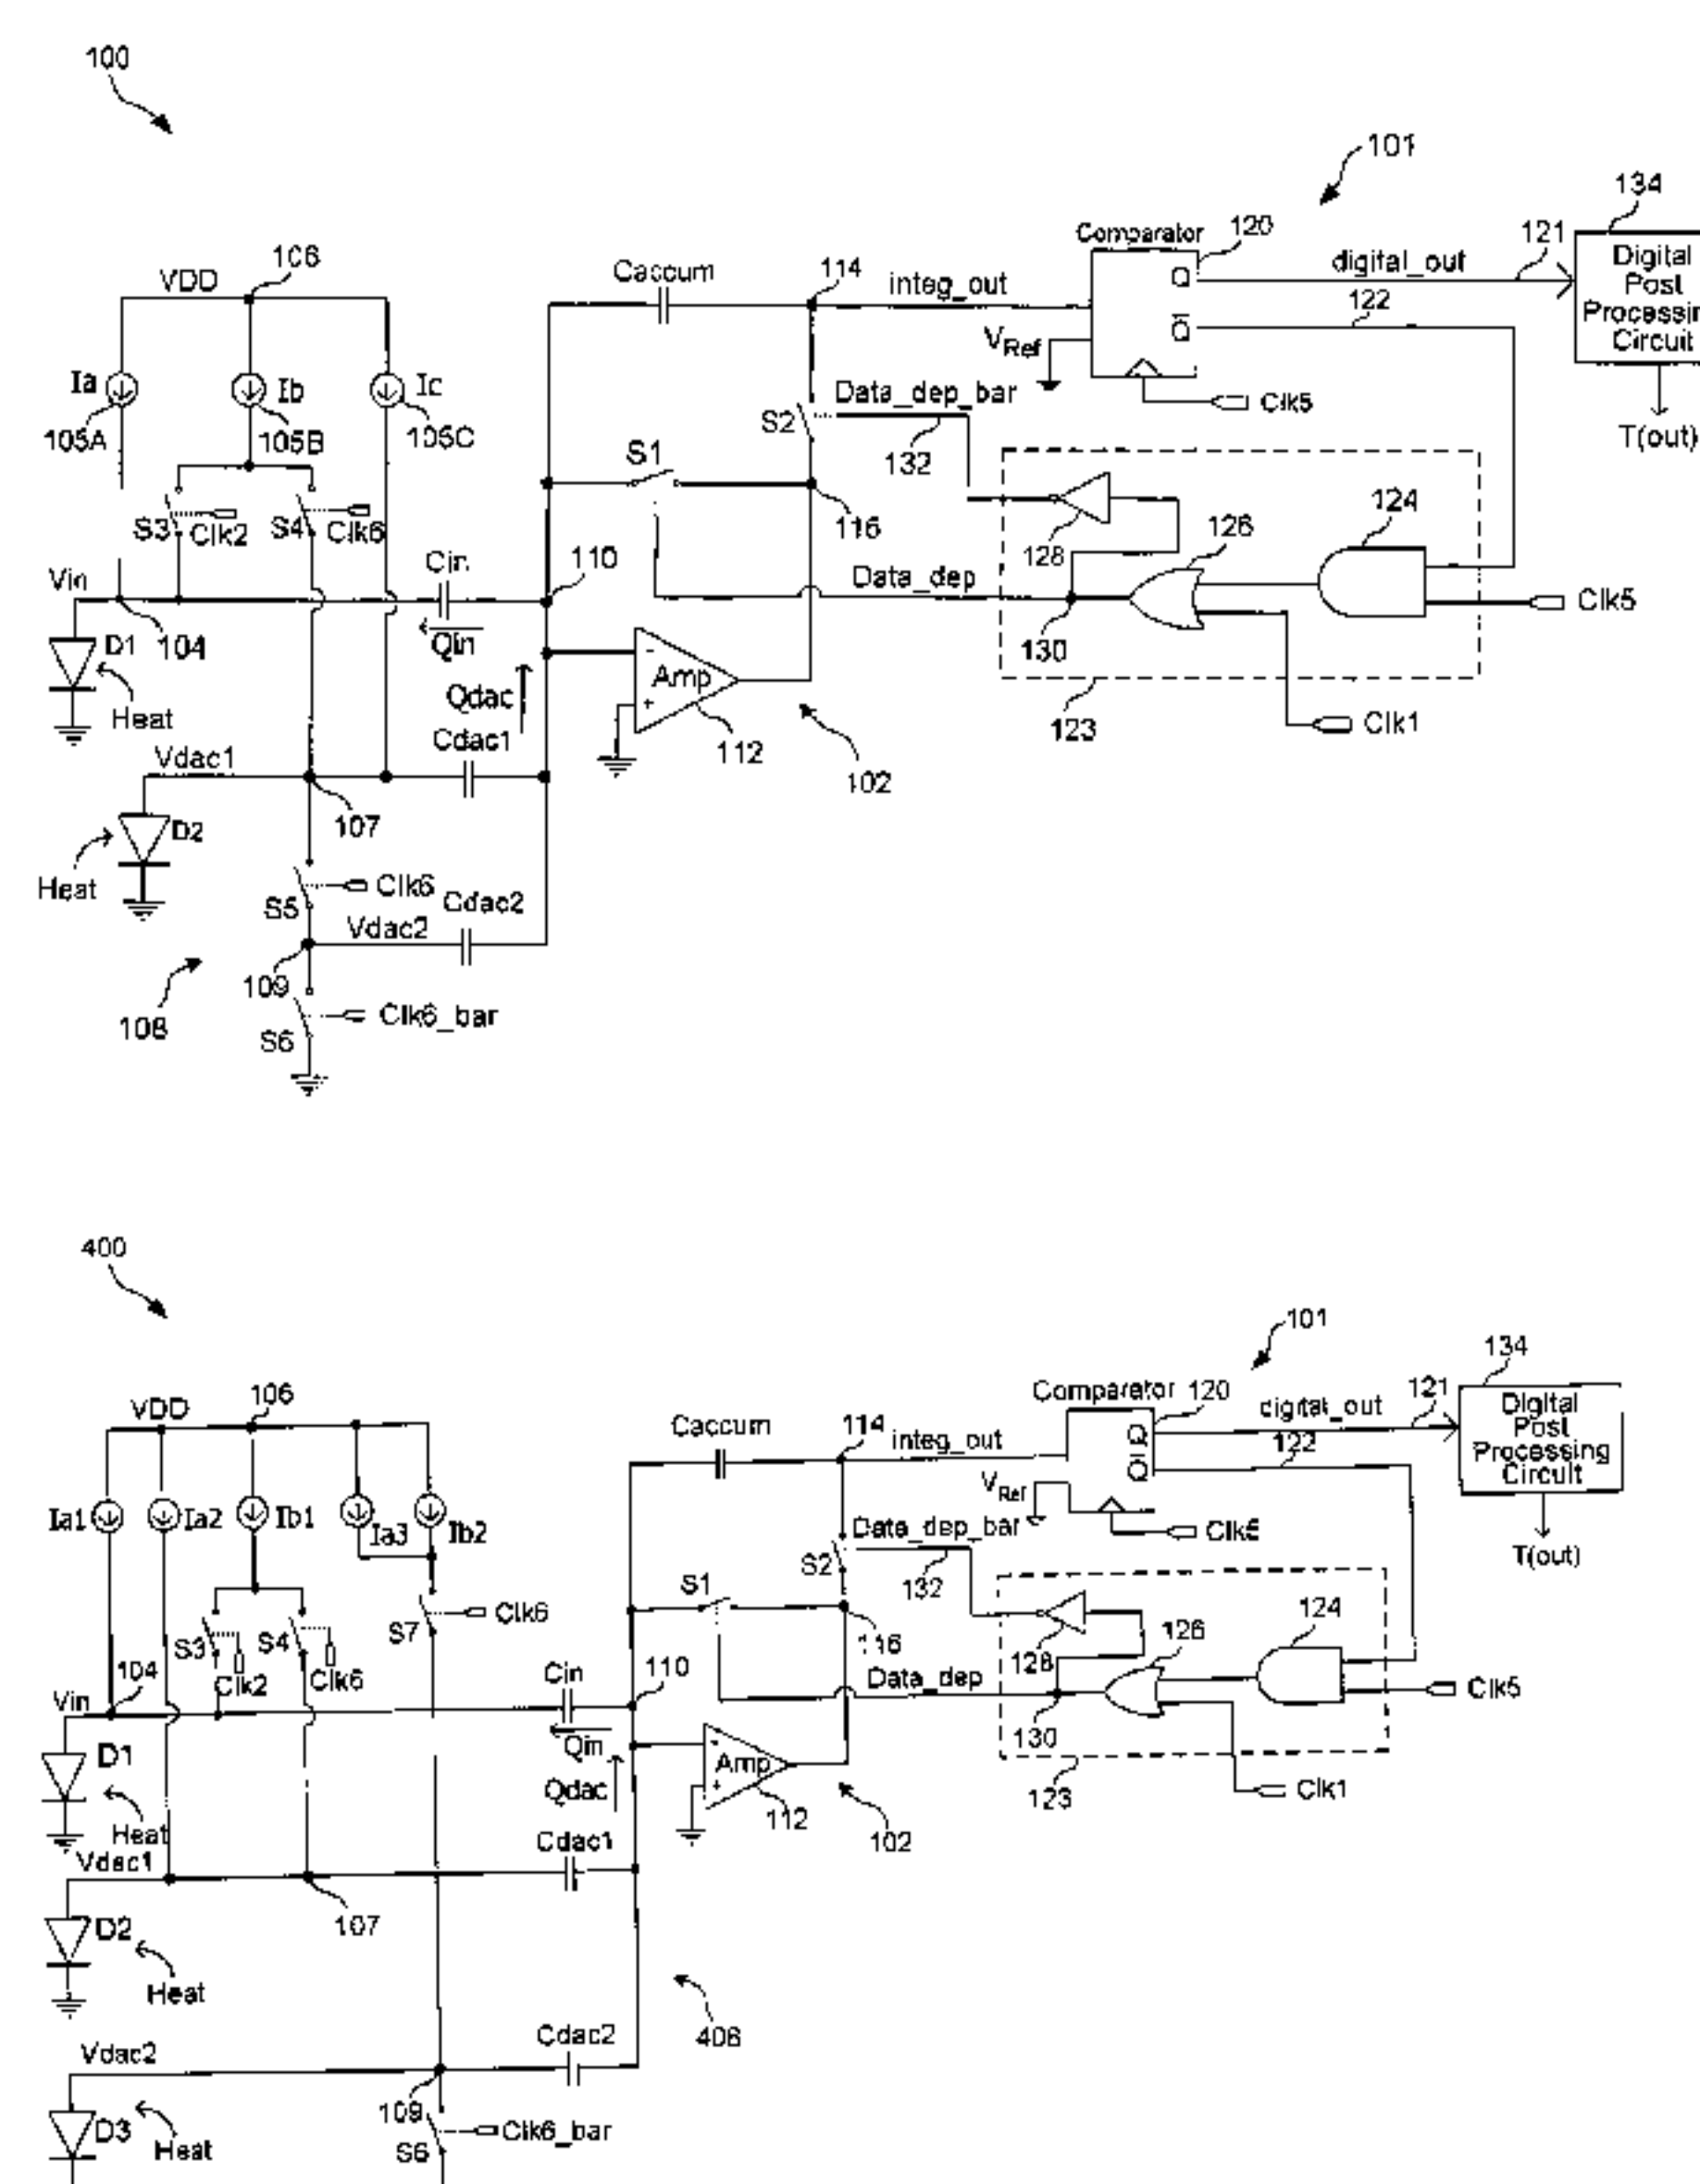 100
101
134
Comparator 120
digital_out 121
Digital
Post
Processin
Circuit
Q
Q
122
VDD 106
Caccum
114
integ_out
VRef
Clk5
T(out)
Ia
Ib
Ic
105A
105B
105C
Data_dep_bar
S2
132
S1
116
128
126
124
S3
Clk2
S4
Clk6
Vin
Cin
110
Data_dep
130
Clk5
D1
104
Qin
Heat
Qdac
Amp
-
+
112
102
123
Clk1
Vdac1
Cdac1
D2
107
Heat
S5
Clk6
Cdac2
Vdac2
109
108
S6
Clk6_bar
400
101
134
Comparator 120
digital_out 121
Digital
Post
Processing
Circuit
Q
Q
122
VDD 106
Caccum
114
integ_out
VRef
T(out)
Ia1
Ia2
Ib1
Ia3
Ib2
Data_dep_bar
S2
132
S1
116
128
126
124
S3
Clk2
S4
Clk6
S7
Clk6
Vin
104
Cin
110
Data_dep
130
Clk5
D1
Qin
Heat
Qdac
Amp
-
+
112
102
123
Clk1
Vdac1
Cdac1
D2
107
Heat
406
Vdac2
Cdac2
109
D3
Heat
S6
Clk6_bar